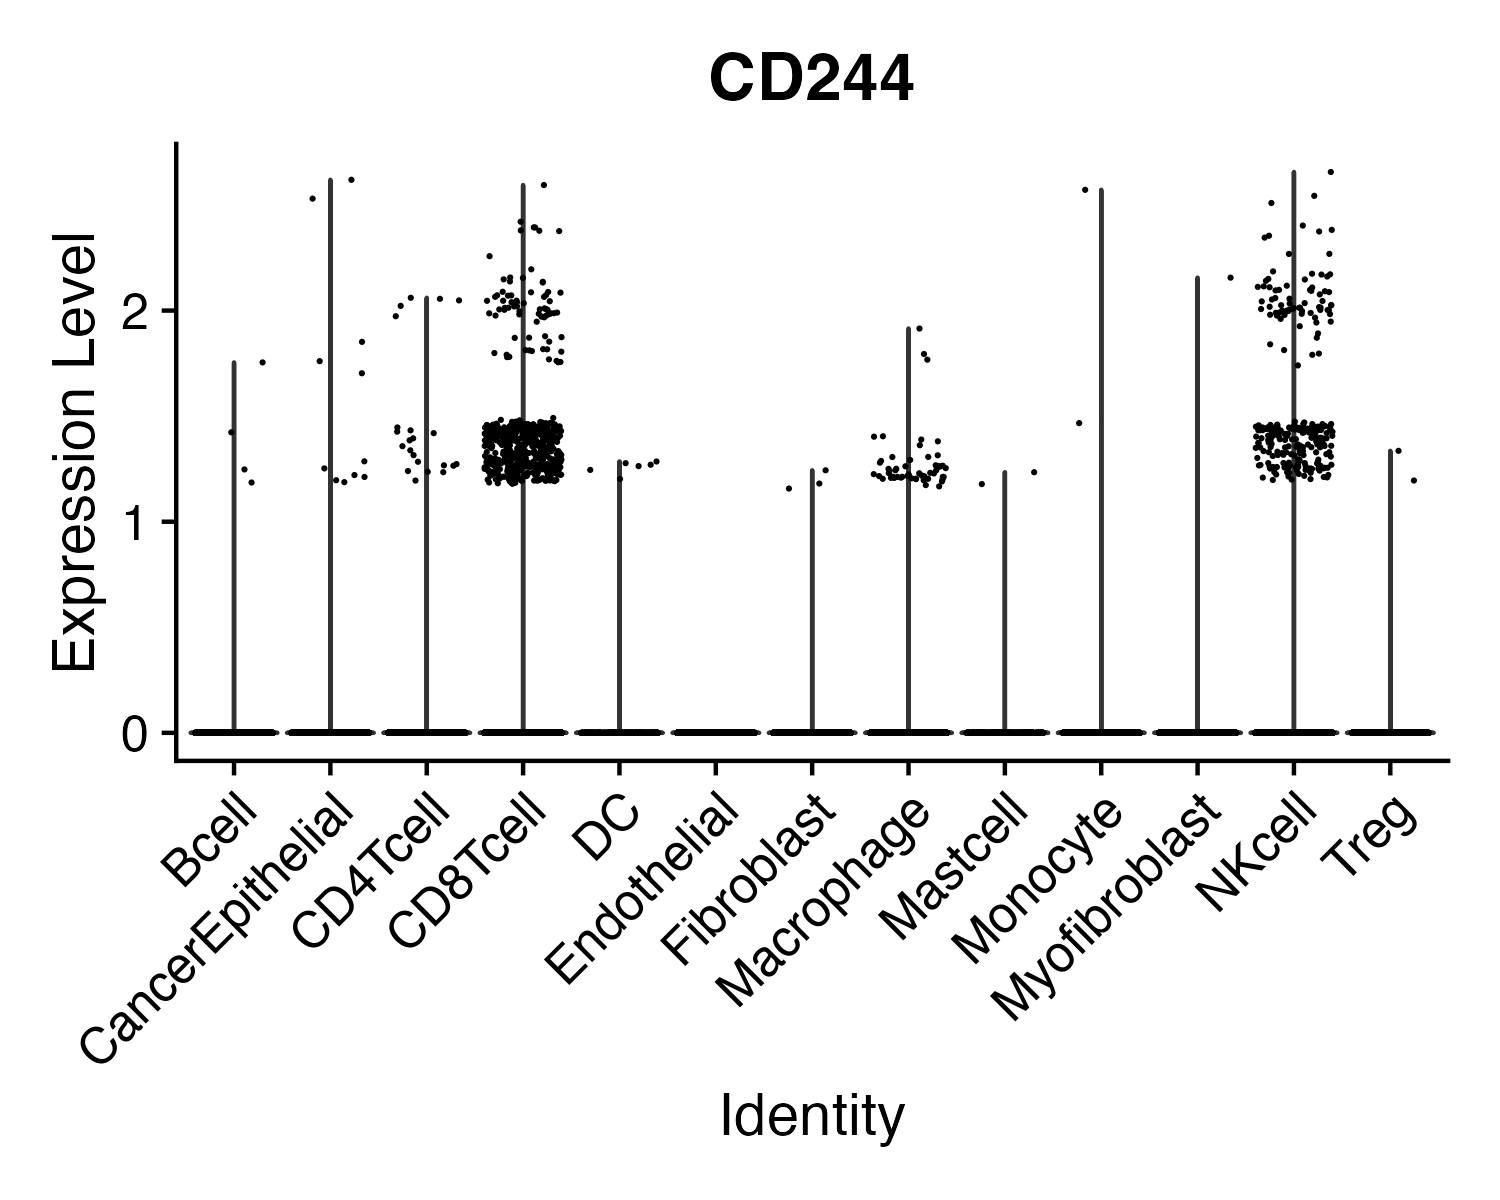 CD244
Expression Level
2
1
0
Bcell
CancerEpithelial
CD4Tcell
CD8Tcell
DC
Endothelial
Fibroblast
Macrophage
Mastcell
Monocyte
Myofibroblast
NKcell
Treg
Identity